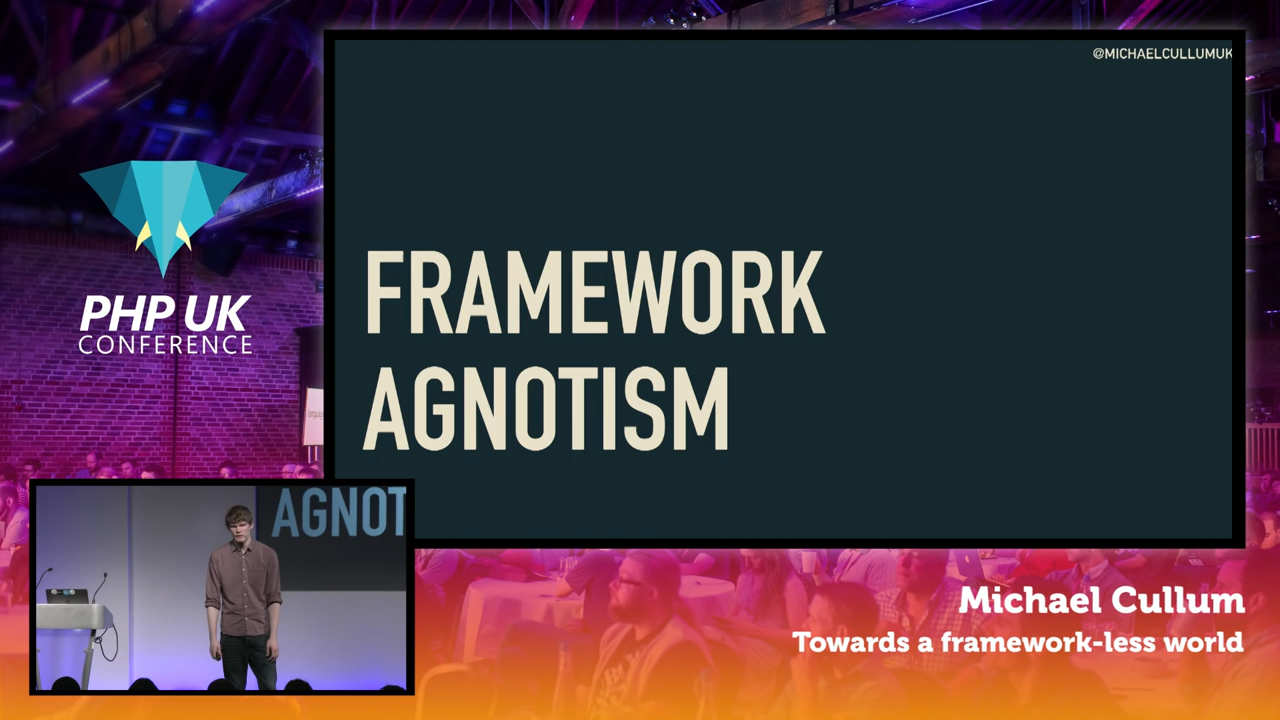 @MICHAELCULLUMUK
FRAMEWORK
AGNOTISM
PHP UK
CONFERENCE
AGNOT
Michael Cullum
Towards a framework-less world